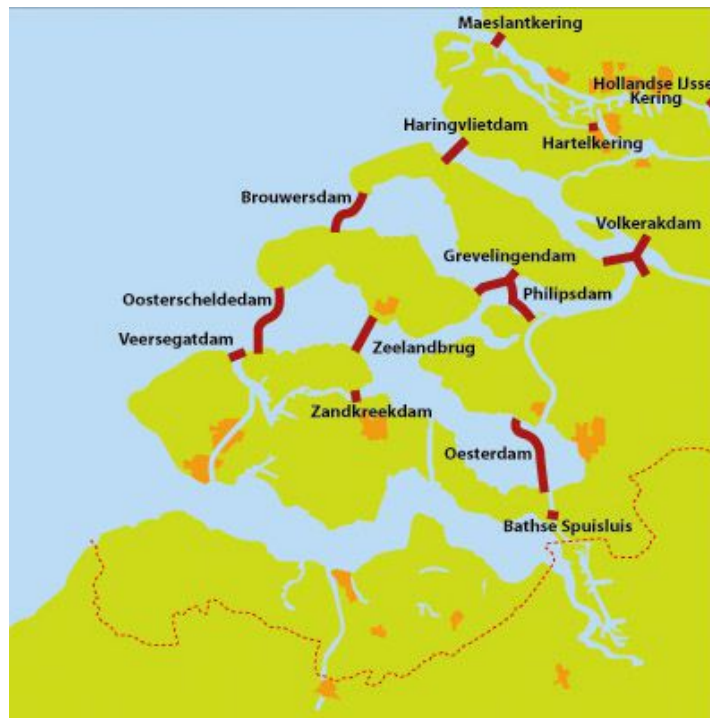 Maeslantkering
Hollandse IJsse
Kering
Haringvlietdam
Hartelkering
Brouwersdam
Volkerakdam
Grevelingendam
Oosterscheldedam
Philipsdam
Veersegatdam
Zeelandbrug
Zandkreekdam
Oesterdam
Bathse Spuisluis